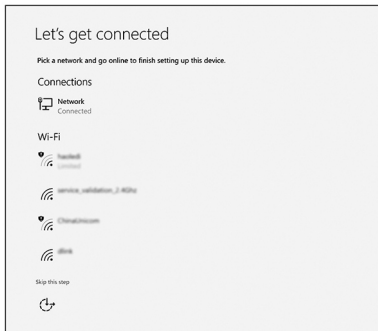 Let's get connected
Pick a network and go online to finish setting up this device.
Connections
Network
Connected
Wi-Fi
Limited
service_validation_2.4Ghz
ChinaUnicom
dlink
Skip this step